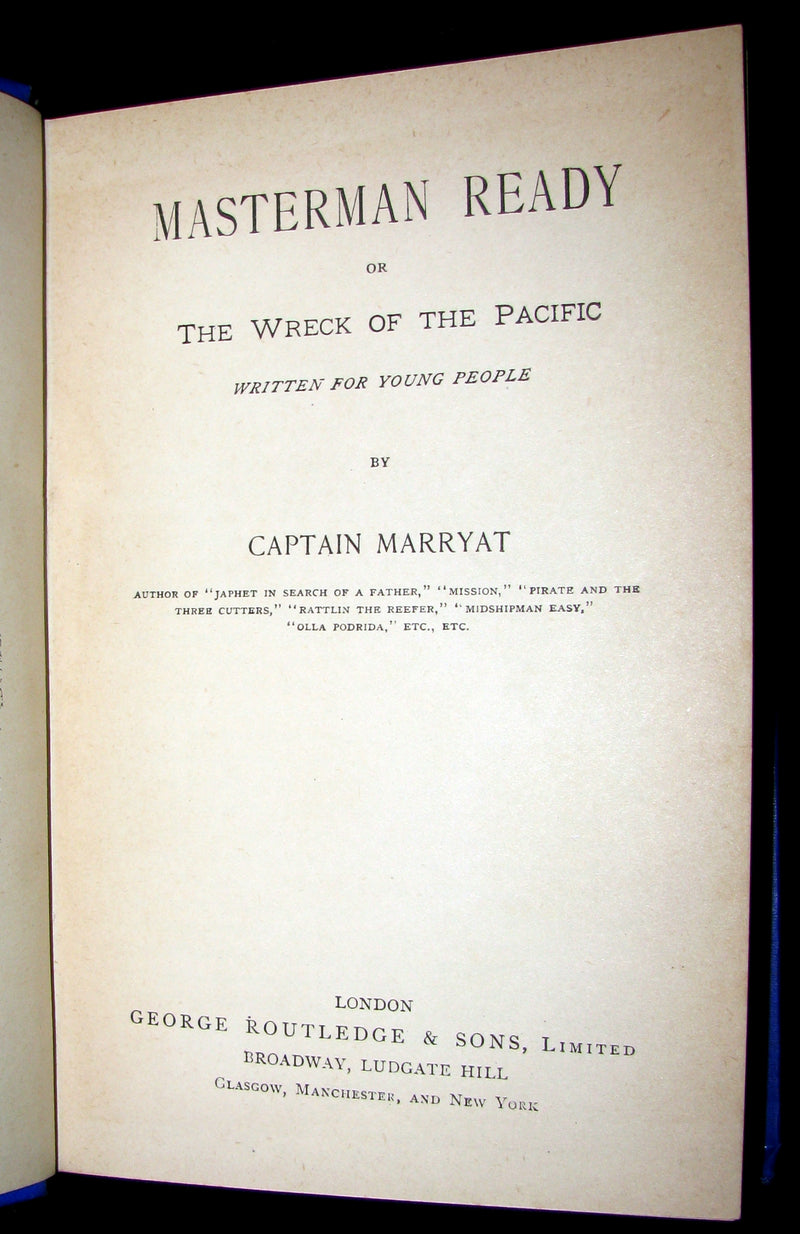 MASTERMAN READY
OR
THE WRECK OF THE PACIFIC
WRITTEN FOR YOUNG PEOPLE
BY
CAPTAIN MARRYAT
AUTHOR OF "JAPHET IN SEARCH OF A FATHER," "MISSION," "PIRATE AND THE
THREE CUTTERS," "RATTLIN THE REEFER," "MIDSHIPMAN EASY,"
"OLLA PODRIDA," ETC., ETC.
LONDON
GEORGE ROUTLEDGE & SONS, LIMITED
BROADWAY, LUDGATE HILL
GLASGOW, MANCHESTER, AND NEW YORK